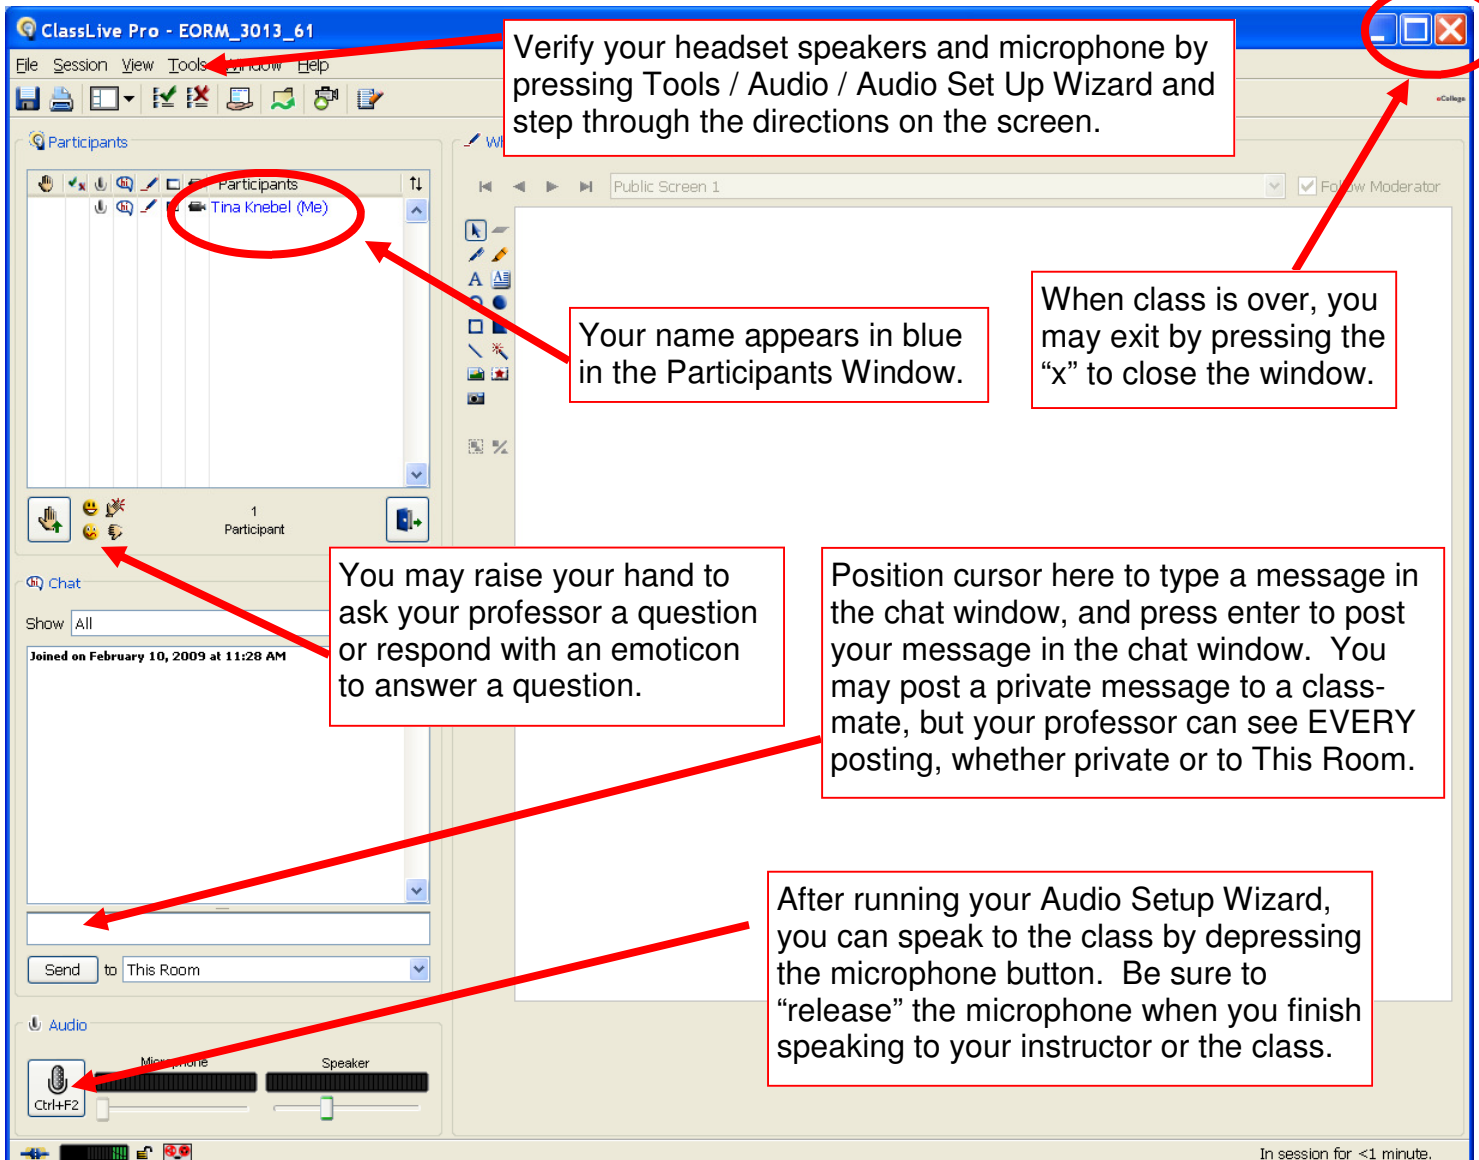 ClassLive Pro - EORM_3013_61
File Session View Tools Window Help
Verify your headset speakers and microphone by
pressing Tools / Audio / Audio Set Up Wizard and
step through the directions on the screen.
eCollege
Participants
Participants
Tina Knebel (Me)
Wh
Public Screen 1
Follow Moderator
A
Your name appears in blue
in the Participants Window.
When class is over, you
may exit by pressing the
“x” to close the window.
1
Participant
Chat
Show All
Joined on February 10, 2009 at 11:28 AM
You may raise your hand to
ask your professor a question
or respond with an emoticon
to answer a question.
Position cursor here to type a message in
the chat window, and press enter to post
your message in the chat window. You
may post a private message to a class-
mate, but your professor can see EVERY
posting, whether private or to This Room.
Send to This Room
After running your Audio Setup Wizard,
you can speak to the class by depressing
the microphone button. Be sure to
“release” the microphone when you finish
speaking to your instructor or the class.
Audio
Microphone Speaker
Ctrl+F2
In session for <1 minute.